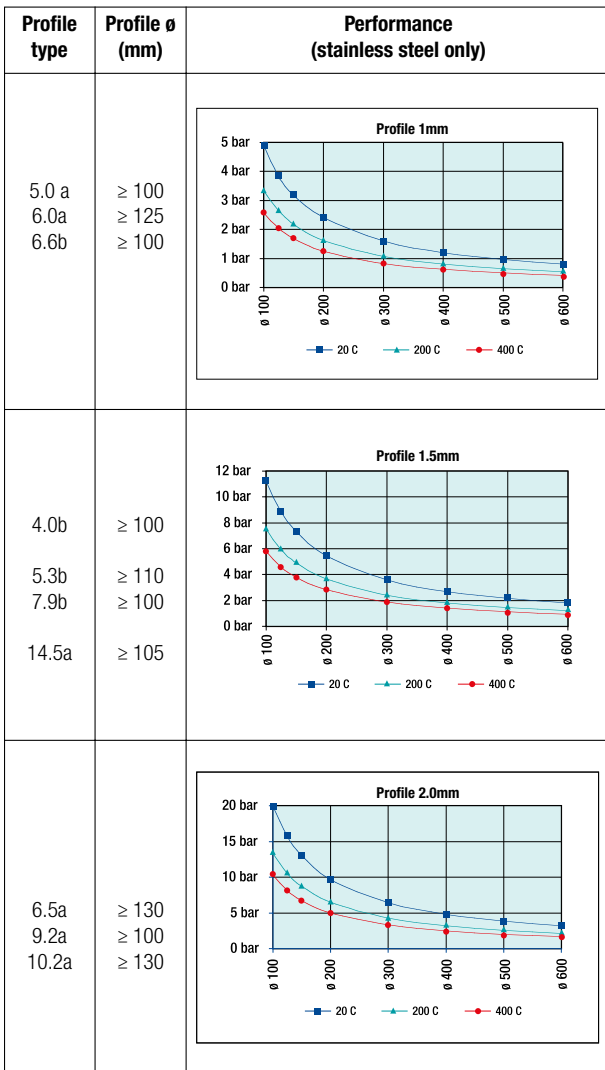 Profile type
Profile ø (mm)
Performance (stainless steel only)
5.0 a ≥ 100
6.0a ≥ 125
6.6b ≥ 100
Profile 1mm
5 bar
4 bar
3 bar
2 bar
1 bar
0 bar
ø 100 ø 200 ø 300 ø 400 ø 500 ø 600
20 C 200 C 400 C
4.0b ≥ 100
5.3b ≥ 110
7.9b ≥ 100
14.5a ≥ 105
Profile 1.5mm
12 bar
10 bar
8 bar
6 bar
4 bar
2 bar
0 bar
ø 100 ø 200 ø 300 ø 400 ø 500 ø 600
20 C 200 C 400 C
6.5a ≥ 130
9.2a ≥ 100
10.2a ≥ 130
Profile 2.0mm
20 bar
15 bar
10 bar
5 bar
0 bar
ø 100 ø 200 ø 300 ø 400 ø 500 ø 600
20 C 200 C 400 C